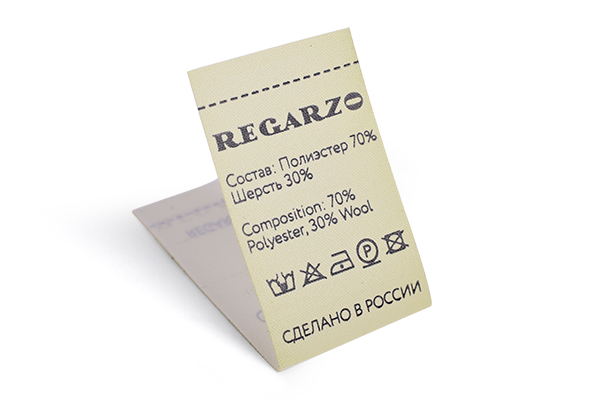 REGARZO
Состав: Полиэстер 70%
Шерсть 30%
Composition: 70%
Polyester, 30% Wool
P
СДЕЛАНО В РОССИИ